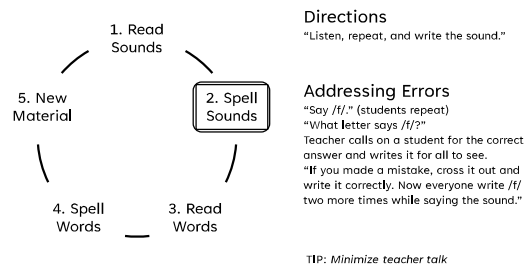 1. Read
Sounds
2. Spell
Sounds
3. Read
Words
4. Spell
Words
5. New
Material
Directions
“Listen, repeat, and write the sound.”
Addressing Errors
“Say /f/.” (students repeat)
“What letter says /f/?”
Teacher calls on a student for the correct
answer and writes it for all to see.
“If you made a mistake, cross it out and
write it correctly. Now everyone write /f/
two more times while saying the sound.”
TIP: Minimize teacher talk